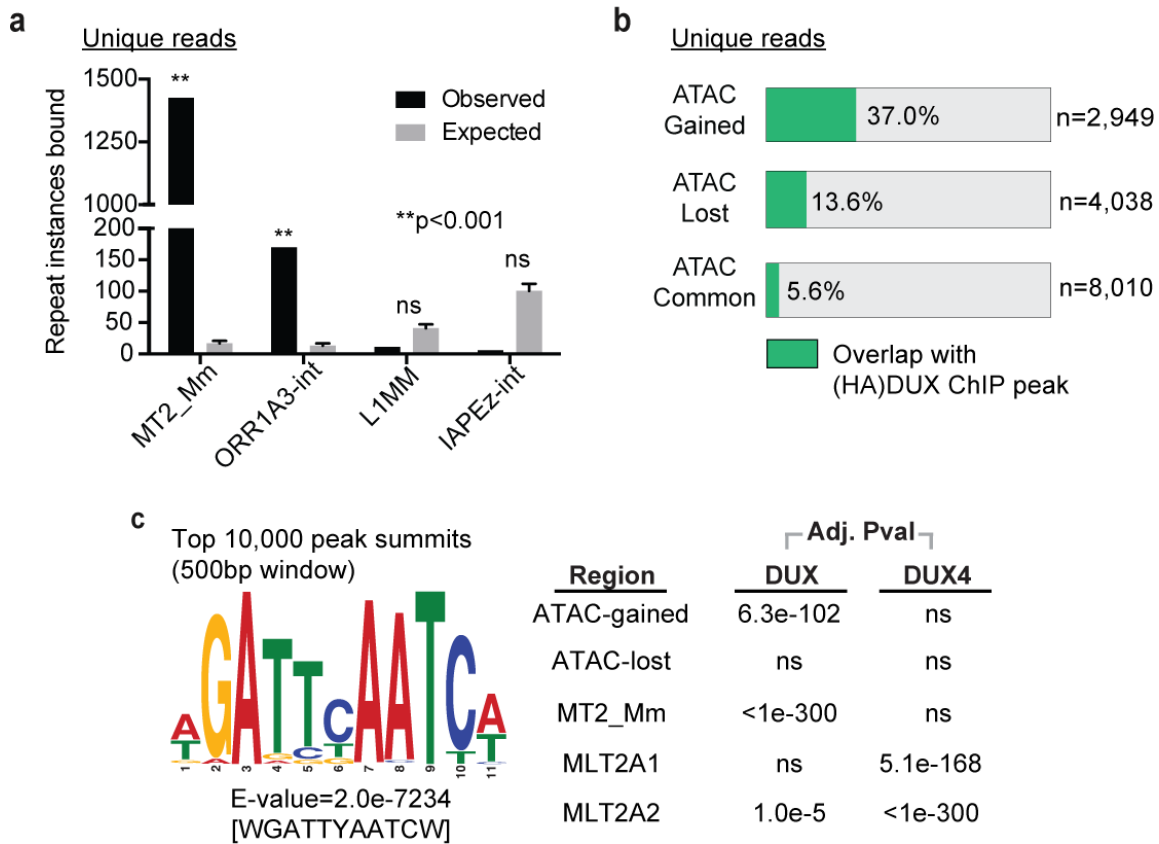 a
Unique reads
Repeat instances bound
1500
1250
1000
200
150
100
50
0
**
**
ns
ns
Observed
Expected
**p<0.001
MT2_Mm
ORR1A3-int
L1MM
IAPEz-int
b
Unique reads
ATAC
Gained
37.0%
n=2,949
ATAC
Lost
13.6%
n=4,038
ATAC
Common
5.6%
n=8,010
Overlap with
(HA)DUX ChIP peak
c
Top 10,000 peak summits
(500bp window)
1 2 3 4 5 6 7 8 9 10 11
E-value=2.0e-7234
[WGATTYAATCW]
Adj. Pval
Region DUX DUX4
ATAC-gained 6.3e-102 ns
ATAC-lost ns ns
MT2_Mm <1e-300 ns
MLT2A1 ns 5.1e-168
MLT2A2 1.0e-5 <1e-300